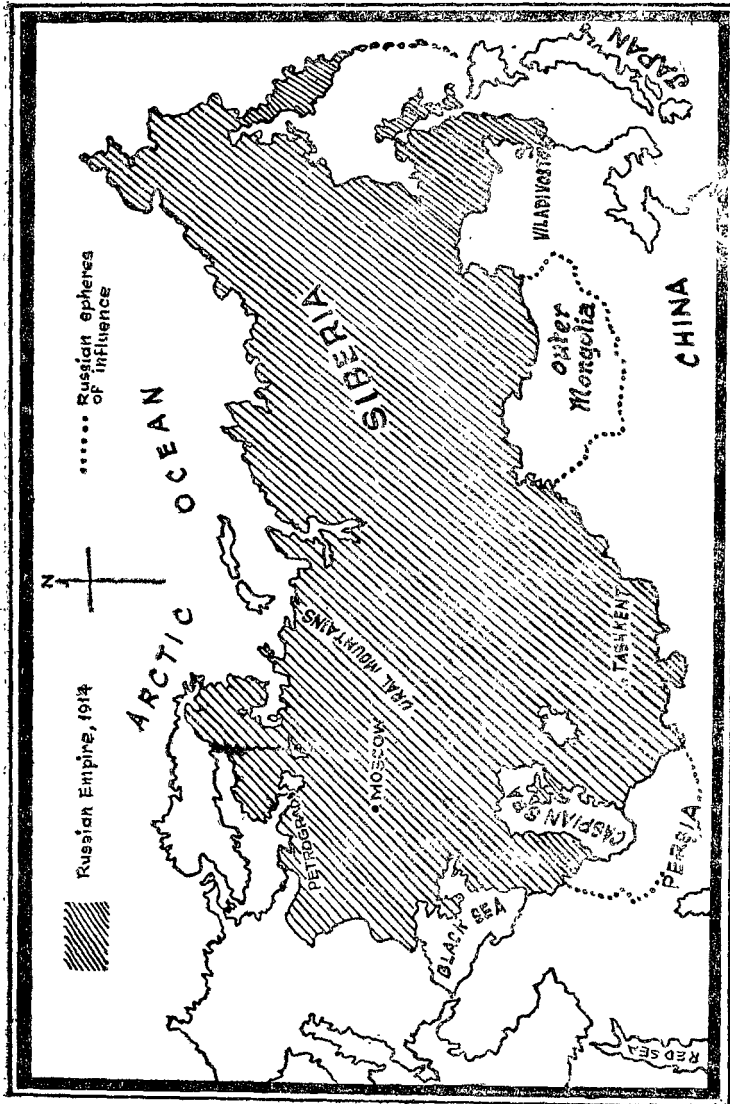 Russian Empire, 1914
N
..... Russian spheres
of influence
ARCTIC OCEAN
SIBERIA
URAL MOUNTAINS
PETROGRAD
MOSCOW
VILADIVOSTK
JAPAN
Outer
Mongolia
CHINA
TASHKENT
CASPIAN SEA
BLACK SEA
PERSIA
RED SEA